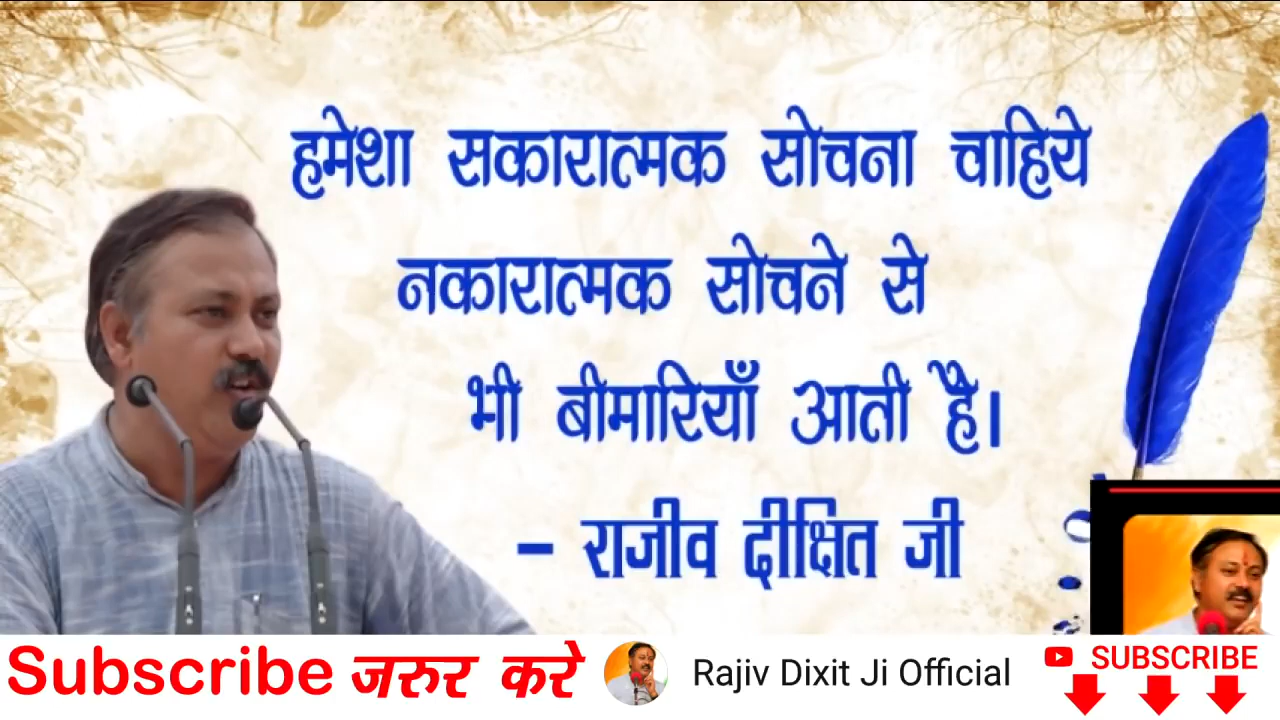 हमेशा सकारात्मक सोचना चाहिये
नकारात्मक सोचने से
भी बीमारियाँ आती है।
– राजीव दीक्षित जी
Subscribe जरुर करे
Rajiv Dixit Ji Official
SUBSCRIBE